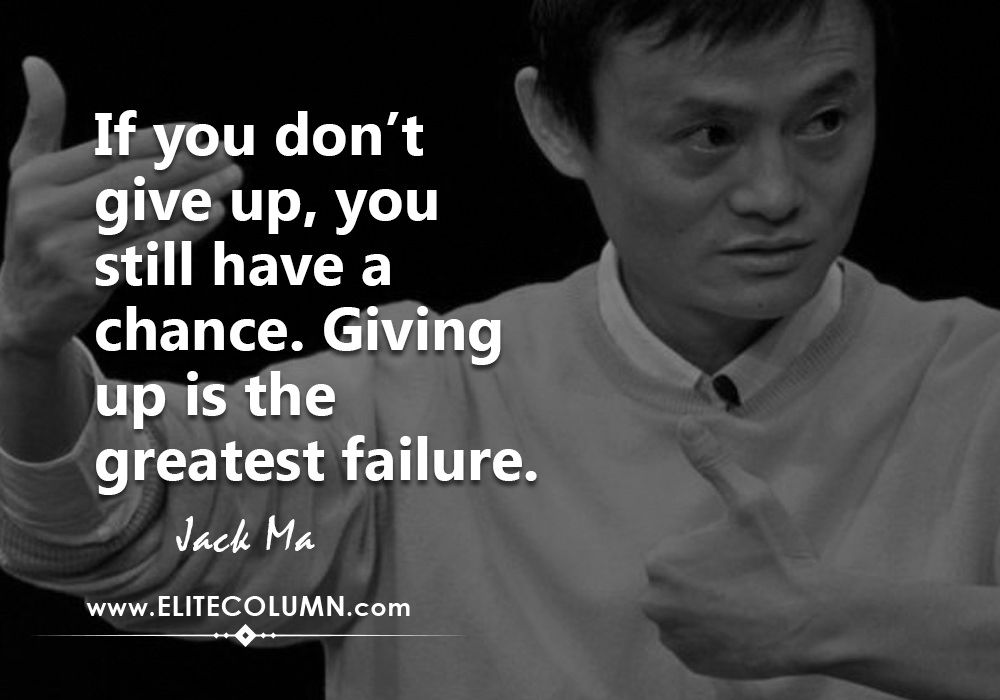 If you don’t
give up, you
still have a
chance. Giving
up is the
greatest failure.
Jack Ma
www.ELITECOLUMN.com